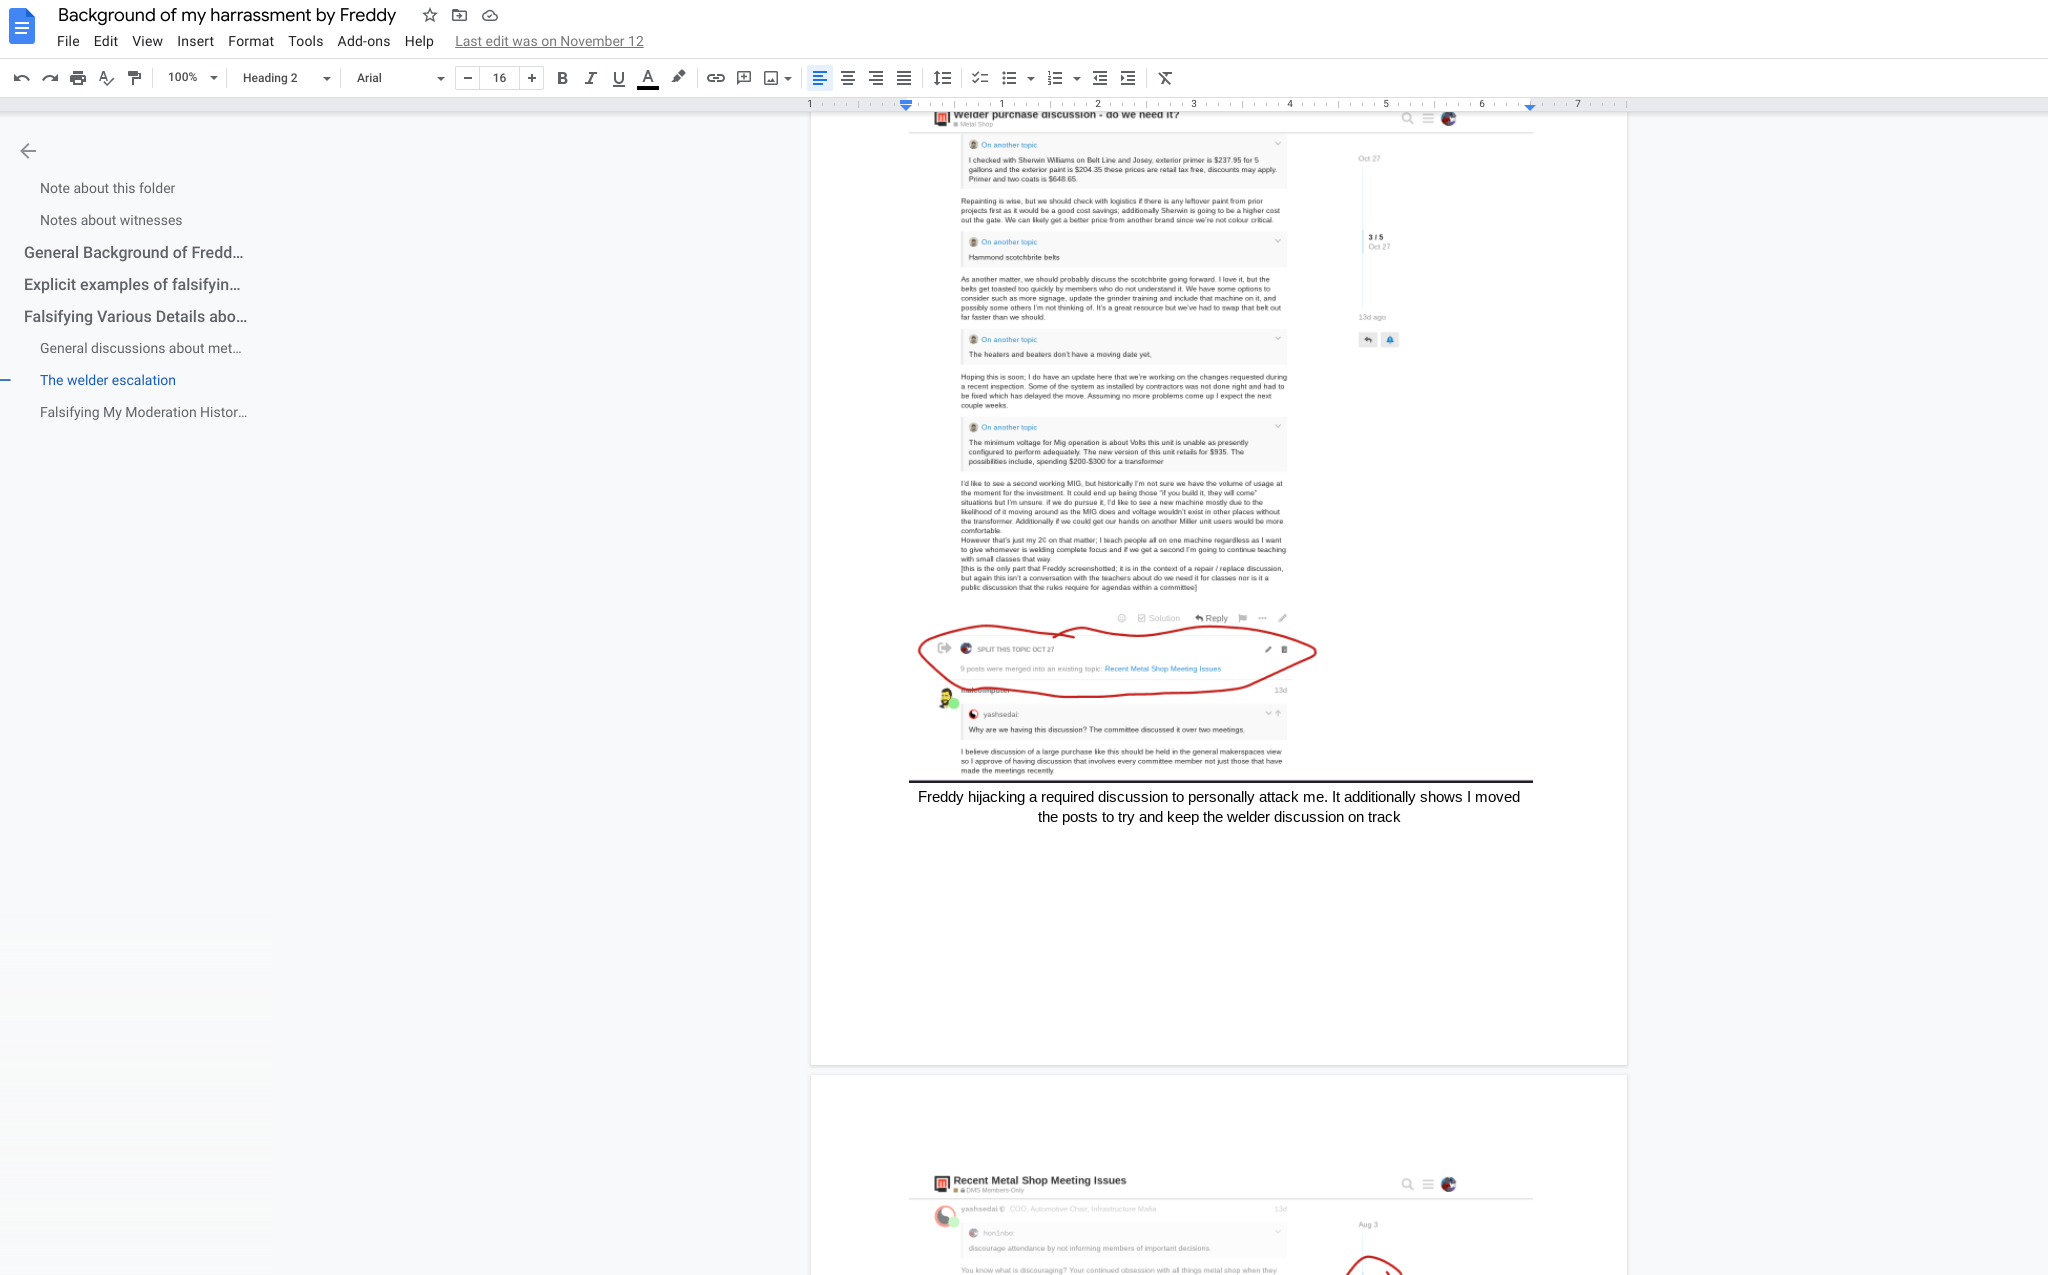 Background of my harrassment by Freddy
File Edit View Insert Format Tools Add-ons Help Last edit was on November 12
100% Heading 2 Arial 16
1 1 2 3 4 5 6 7
Note about this folder
Notes about witnesses
General Background of Fredd...
Explicit examples of falsifyin...
Falsifying Various Details abo...
General discussions about met...
The welder escalation
Falsifying My Moderation Histor...
Welder purchase discussion - do we need it?
Metal Shop
On another topic
I checked with Sherwin Williams on Belt Line and Josey, exterior primer is $237.95 for 5
gallons and the exterior paint is $204.35 these prices are retail tax free, discounts may apply.
Primer and two coats is $648.65.
Repainting is wise, but we should check with logistics if there is any leftover paint from prior
projects first as it would be a good cost savings; additionally Sherwin is going to be a higher cost
out the gate. We can likely get a better price from another brand since we're not colour critical.
On another topic
Hammond scotchbrite belts
As another matter, we should probably discuss the scotchbrite going forward. I love it, but the
belts get toasted too quickly by members who do not understand it. We have some options to
consider such as more signage, update the grinder training and include that machine on it, and
possibly some others I'm not thinking of. It's a great resource but we've had to swap that belt out
far faster than we should.
On another topic
The heaters and beaters don't have a moving date yet,
Hoping this is soon; I do have an update here that we're working on the changes requested during
a recent inspection. Some of the system as installed by contractors was not done right and had to
be fixed which has delayed the move. Assuming no more problems come up I expect the next
couple weeks.
On another topic
The minimum voltage for Mig operation is about Volts this unit is unable as presently
configured to perform adequately. The new version of this unit retails for $935. The
possibilities include, spending $200-$300 for a transformer
I'd like to see a second working MIG, but historically I'm not sure we have the volume of usage at
the moment for the investment. It could end up being those "if you build it, they will come"
situations but I'm unsure. if we do pursue it, I'd like to see a new machine mostly due to the
likelihood of it moving around as the MIG does and voltage wouldn't exist in other places without
the transformer. Additionally if we could get our hands on another Miller unit users would be more
comfortable.
However that's just my 2¢ on that matter; I teach people all on one machine regardless as I want
to give whomever is welding complete focus and if we get a second I'm going to continue teaching
with small classes that way.
[this is the only part that Freddy screenshotted; it is in the context of a repair / replace discussion,
but again this isn't a conversation with the teachers about do we need it for classes nor is it a
public discussion that the rules require for agendas within a committee]
Oct 27
3 / 5
Oct 27
13d ago
Solution Reply
SPLIT THIS TOPIC OCT 27
9 posts were merged into an existing topic: Recent Metal Shop Meeting Issues
13d
yashsedai:
Why are we having this discussion? The committee discussed it over two meetings.
I believe discussion of a large purchase like this should be held in the general makerspaces view
so I approve of having discussion that involves every committee member not just those that have
made the meetings recently.
Freddy hijacking a required discussion to personally attack me. It additionally shows I moved
the posts to try and keep the welder discussion on track
Recent Metal Shop Meeting Issues
DMS Members-Only
yashsedai COO, Automotive Chair, Infrastructure Mafia 13d
Aug 3
hon1nbo:
discourage attendance by not informing members of important decisions.
You know what is discouraging? Your continued obsession with all things metal shop when they